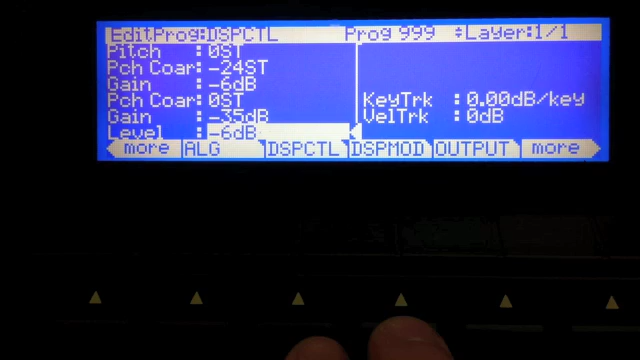 EditProg:DSPCTL Prog 999 Layer:1/1
Pitch :0ST
Pch Coar:-24ST
Gain :-6dB
Pch Coar:0ST KeyTrk :0.00dB/key
Gain :-35dB VelTrk :0dB
Level :-6dB
more ALG DSPCTL DSPMOD OUTPUT more